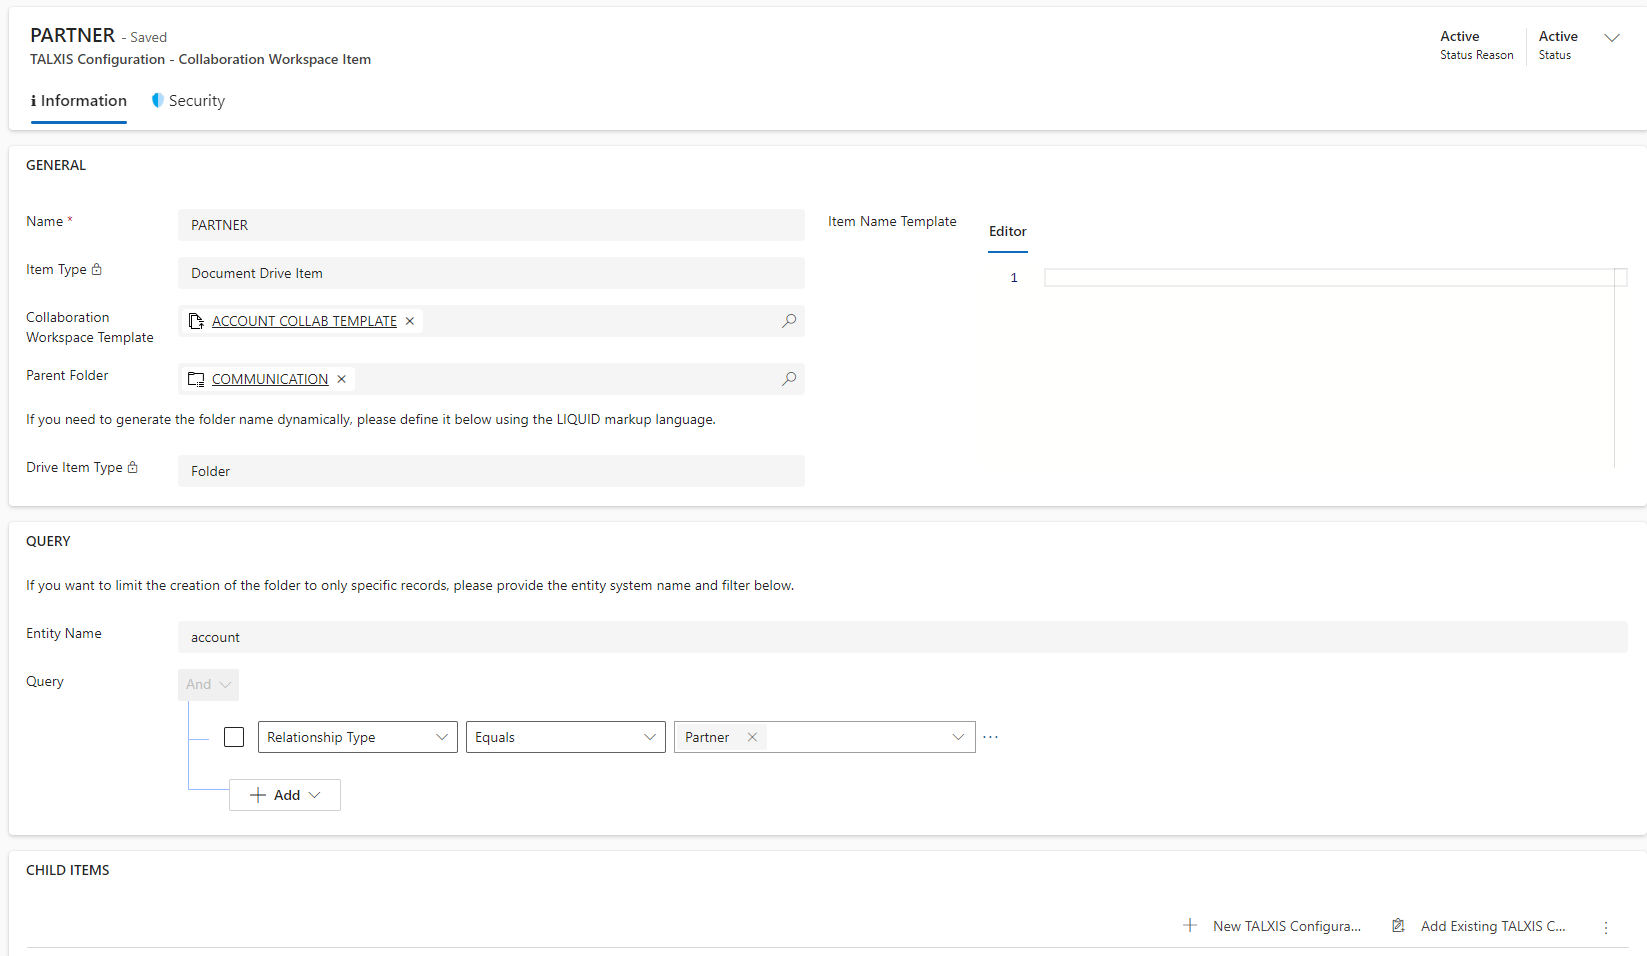 PARTNER - Saved
TALXIS Configuration - Collaboration Workspace Item
Active
Status Reason
Active
Status
Information
Security
GENERAL
Name *
PARTNER
Item Type
Document Drive Item
Collaboration Workspace Template
ACCOUNT COLLAB TEMPLATE
Parent Folder
COMMUNICATION
If you need to generate the folder name dynamically, please define it below using the LIQUID markup language.
Drive Item Type
Folder
Item Name Template
Editor
1
QUERY
If you want to limit the creation of the folder to only specific records, please provide the entity system name and filter below.
Entity Name
account
Query
And
Relationship Type
Equals
Partner
Add
CHILD ITEMS
New TALXIS Configura...
Add Existing TALXIS C...